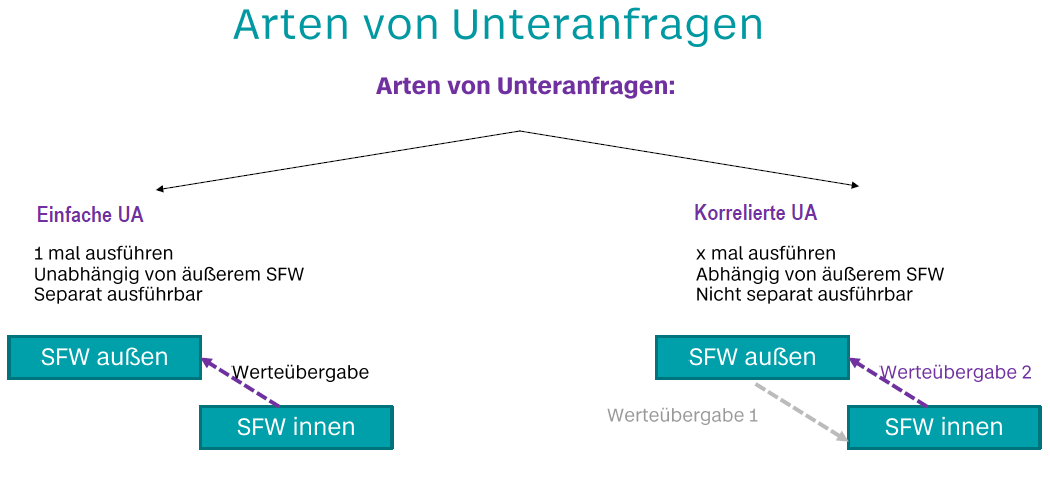 Arten von Unteranfragen
Arten von Unteranfragen:
Einfache UA
1 mal ausführen
Unabhängig von äußerem SFW
Separat ausführbar
SFW außen
Werteübergabe
SFW innen
Korrelierte UA
x mal ausführen
Abhängig von äußerem SFW
Nicht separat ausführbar
SFW außen
Werteübergabe 2
Werteübergabe 1
SFW innen